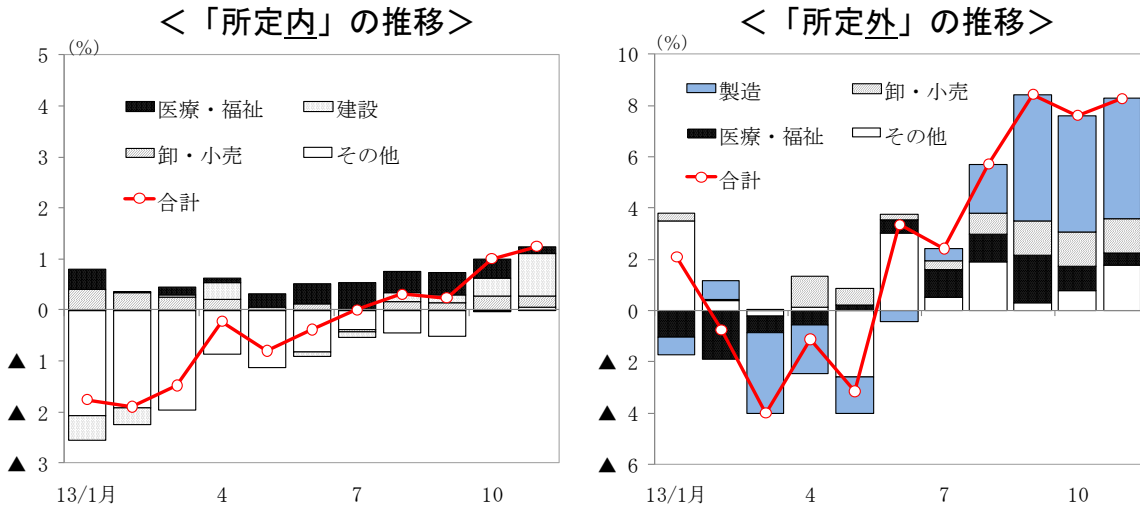 ＜「所定内」の推移＞
(%)
5
4
3
2
1
0
▲ 1
▲ 2
▲ 3
医療・福祉
建設
卸・小売
その他
合計
13/1月
4
7
10
＜「所定外」の推移＞
(%)
10
8
6
4
2
0
▲ 2
▲ 4
▲ 6
製造
卸・小売
医療・福祉
その他
合計
13/1月
4
7
10